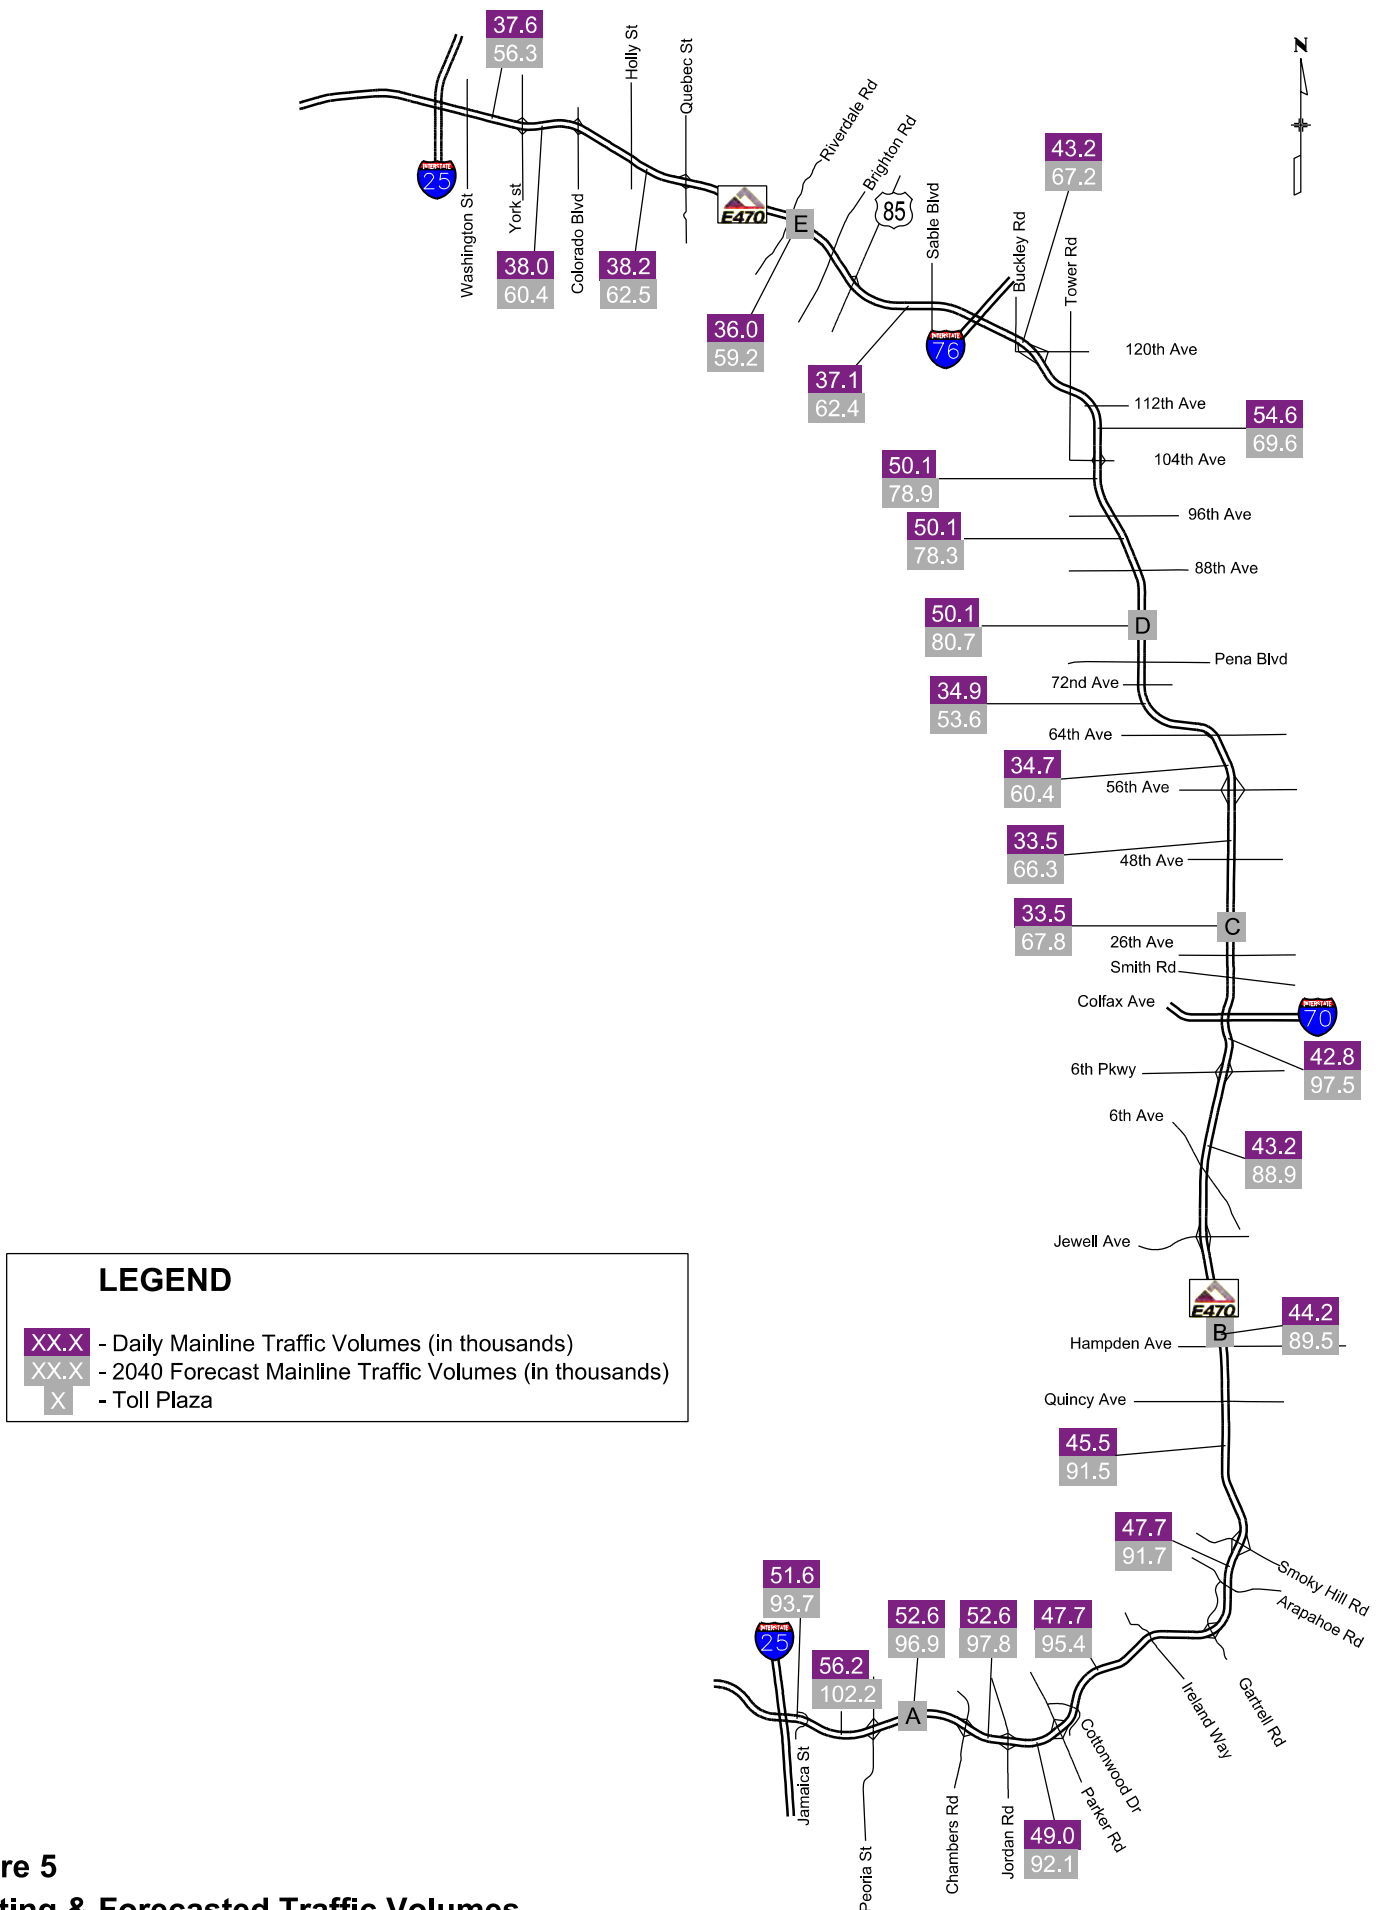 37.6
56.3
Holly St
Quebec St
N
Riverdale Rd
Brighton Rd
43.2
67.2
INTERSTATE
25
Washington St
York st
Colorado Blvd
E470
E
85
Sable Blvd
Buckley Rd
Tower Rd
38.0
60.4
38.2
62.5
36.0
59.2
INTERSTATE
76
120th Ave
37.1
62.4
112th Ave
54.6
69.6
104th Ave
50.1
78.9
96th Ave
50.1
78.3
88th Ave
50.1
80.7
D
Pena Blvd
72nd Ave
34.9
53.6
64th Ave
34.7
60.4
56th Ave
33.5
66.3
48th Ave
33.5
67.8
C
26th Ave
Smith Rd
Colfax Ave
INTERSTATE
70
42.8
97.5
6th Pkwy
6th Ave
43.2
88.9
Jewell Ave
E470
LEGEND
XX.X - Daily Mainline Traffic Volumes (in thousands)
XX.X - 2040 Forecast Mainline Traffic Volumes (in thousands)
X - Toll Plaza
44.2
89.5
B
Hampden Ave
Quincy Ave
45.5
91.5
47.7
91.7
Smoky Hill Rd
Arapahoe Rd
51.6
93.7
INTERSTATE
25
52.6
96.9
52.6
97.8
47.7
95.4
56.2
102.2
A
Ireland Way
Gartrell Rd
Cottonwood Dr
Parker Rd
Jamaica St
Peoria St
Chambers Rd
Jordan Rd
49.0
92.1
re 5
ting & Forecasted Traffic Volumes